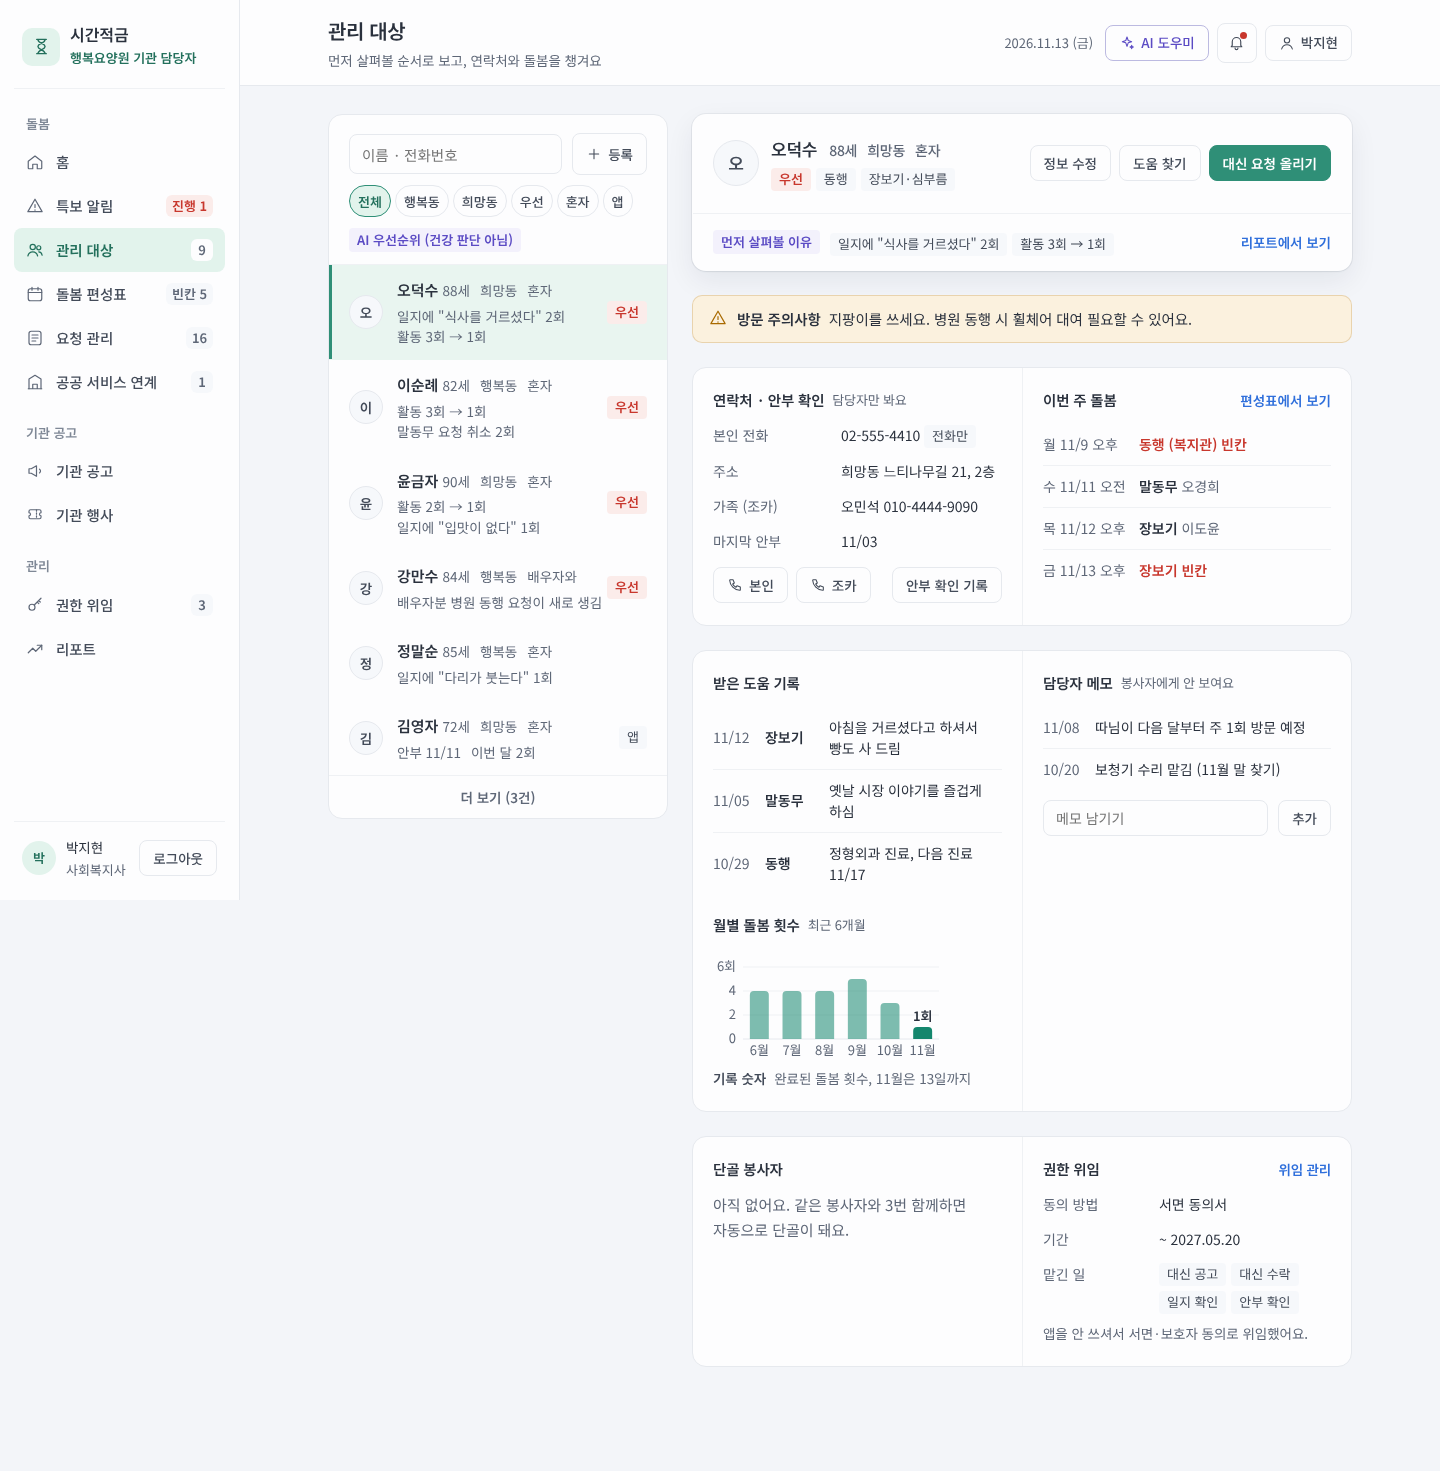 시간적금
행복요양원 기관 담당자
돌봄
홈
특보 알림 진행 1
관리 대상 9
돌봄 편성표 빈칸 5
요청 관리 16
공공 서비스 연계 1
기관 공고
기관 공고
기관 행사
관리
권한 위임 3
리포트
박 박지현
사회복지사
로그아웃
관리 대상
먼저 살펴볼 순서로 보고, 연락처와 돌봄을 챙겨요
2026.11.13 (금) AI 도우미 박지현
이름 · 전화번호 등록
전체 행복동 희망동 우선 혼자 앱
AI 우선순위 (건강 판단 아님)
오 오덕수 88세 희망동 혼자
일지에 "식사를 거르셨다" 2회
활동 3회 → 1회
우선
이 이순례 82세 행복동 혼자
활동 3회 → 1회
말동무 요청 취소 2회
우선
윤 윤금자 90세 희망동 혼자
활동 2회 → 1회
일지에 "입맛이 없다" 1회
우선
강 강만수 84세 행복동 배우자와
배우자분 병원 동행 요청이 새로 생김
우선
정 정말순 85세 행복동 혼자
일지에 "다리가 붓는다" 1회
김 김영자 72세 희망동 혼자
안부 11/11 이번 달 2회
앱
더 보기 (3건)
오 오덕수 88세 희망동 혼자
우선 동행 장보기·심부름
정보 수정 도움 찾기 대신 요청 올리기
먼저 살펴볼 이유 일지에 "식사를 거르셨다" 2회 활동 3회 → 1회 리포트에서 보기
방문 주의사항 지팡이를 쓰세요. 병원 동행 시 휠체어 대여 필요할 수 있어요.
연락처 · 안부 확인 담당자만 봐요
본인 전화 02-555-4410 전화만
주소 희망동 느티나무길 21, 2층
가족 (조카) 오민석 010-4444-9090
마지막 안부 11/03
본인 조카 안부 확인 기록
이번 주 돌봄 편성표에서 보기
월 11/9 오후 동행 (복지관) 빈칸
수 11/11 오전 말동무 오경희
목 11/12 오후 장보기 이도윤
금 11/13 오후 장보기 빈칸
받은 도움 기록
11/12 장보기 아침을 거르셨다고 하셔서
빵도 사 드림
11/05 말동무 옛날 시장 이야기를 즐겁게
하심
10/29 동행 정형외과 진료, 다음 진료
11/17
월별 돌봄 횟수 최근 6개월
6회
4
2
0
1회
6월 7월 8월 9월 10월 11월
기록 숫자 완료된 돌봄 횟수, 11월은 13일까지
담당자 메모 봉사자에게 안 보여요
11/08 따님이 다음 달부터 주 1회 방문 예정
10/20 보청기 수리 맡김 (11월 말 찾기)
메모 남기기 추가
단골 봉사자
아직 없어요. 같은 봉사자와 3번 함께하면
자동으로 단골이 돼요.
권한 위임 위임 관리
동의 방법 서면 동의서
기간 ~ 2027.05.20
맡긴 일 대신 공고 대신 수락
일지 확인 안부 확인
앱을 안 쓰셔서 서면·보호자 동의로 위임했어요.